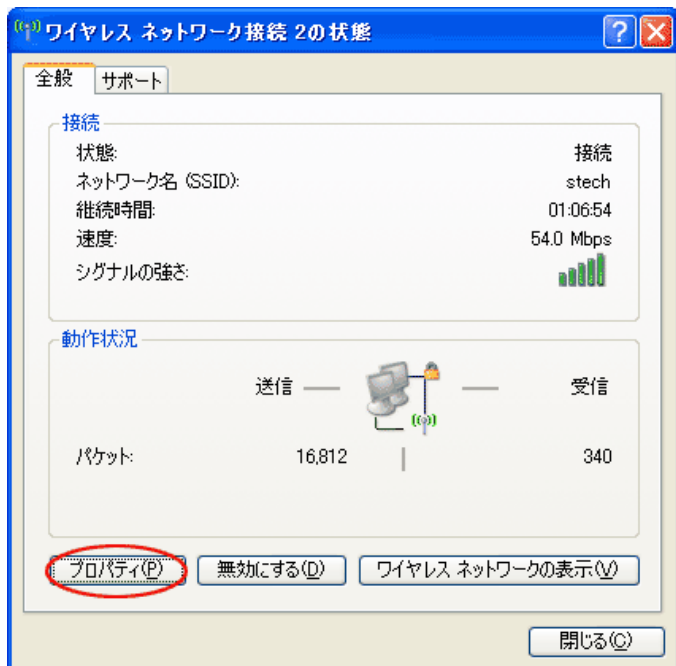 ワイヤレス ネットワーク接続 2の状態
全般 サポート
接続
状態: 接続
ネットワーク名 (SSID): stech
継続時間: 01:06:54
速度: 54.0 Mbps
シグナルの強さ:
動作状況
送信 受信
パケット: 16,812 340
プロパティ(P) 無効にする(D) ワイヤレス ネットワークの表示(V)
閉じる(C)